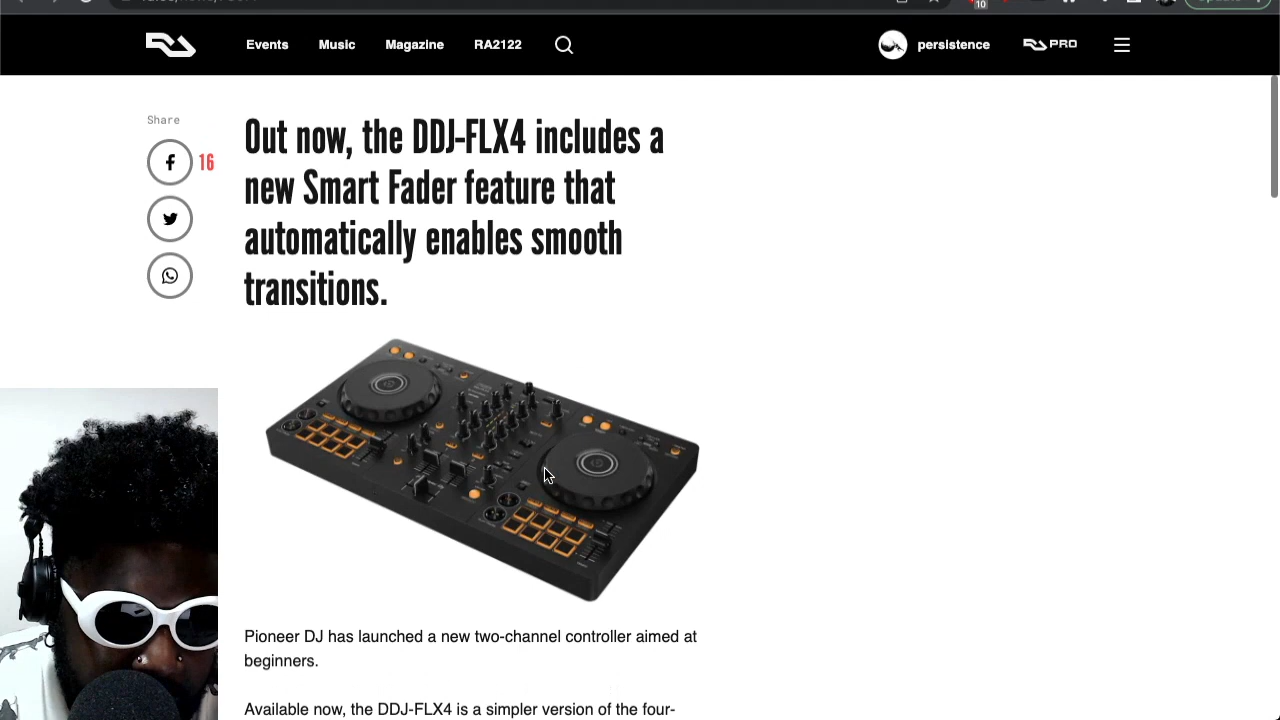 10
Events Music Magazine RA2122
persistence
PRO
Share
16
Out now, the DDJ-FLX4 includes a
new Smart Fader feature that
automatically enables smooth
transitions.
Pioneer DJ has launched a new two-channel controller aimed at
beginners.
Available now, the DDJ-FLX4 is a simpler version of the four-